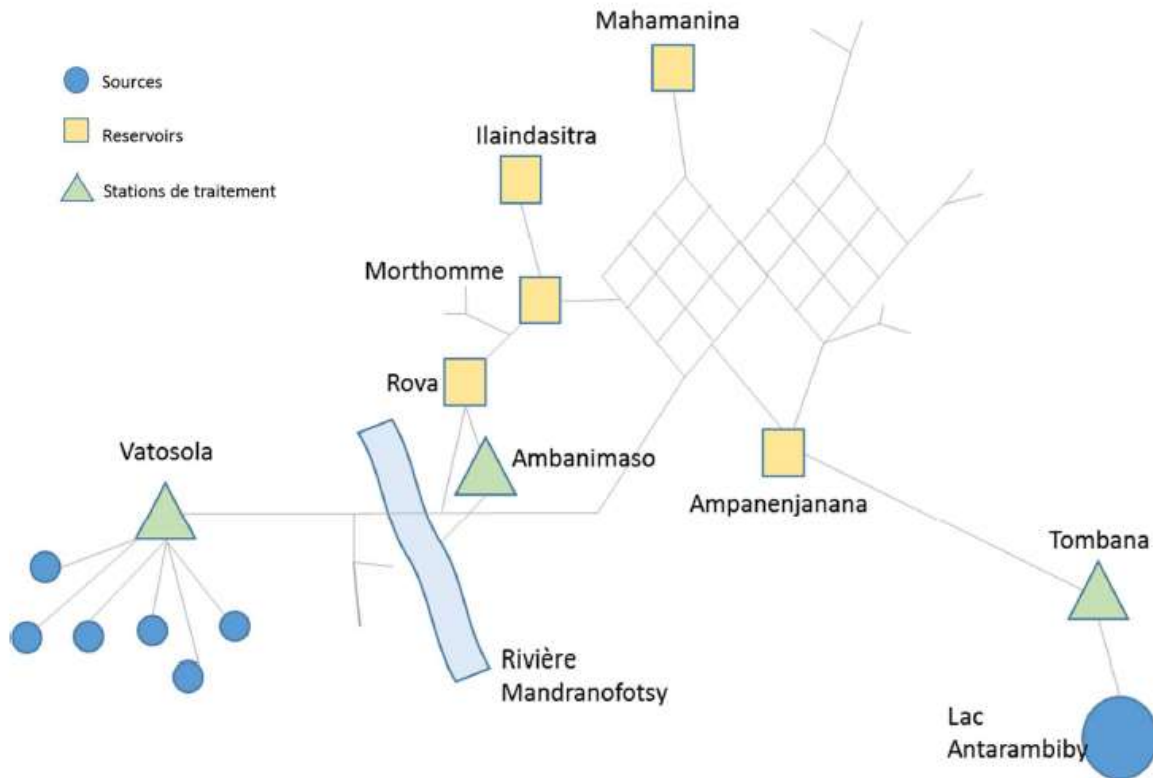 Mahamanina
Sources
Reservoirs
Ilaindasitra
Stations de traitement
Morthomme
Rova
Vatosola
Ambanimaso
Ampanenjanana
Tombana
Rivière
Mandranofotsy
Lac
Antarambiby